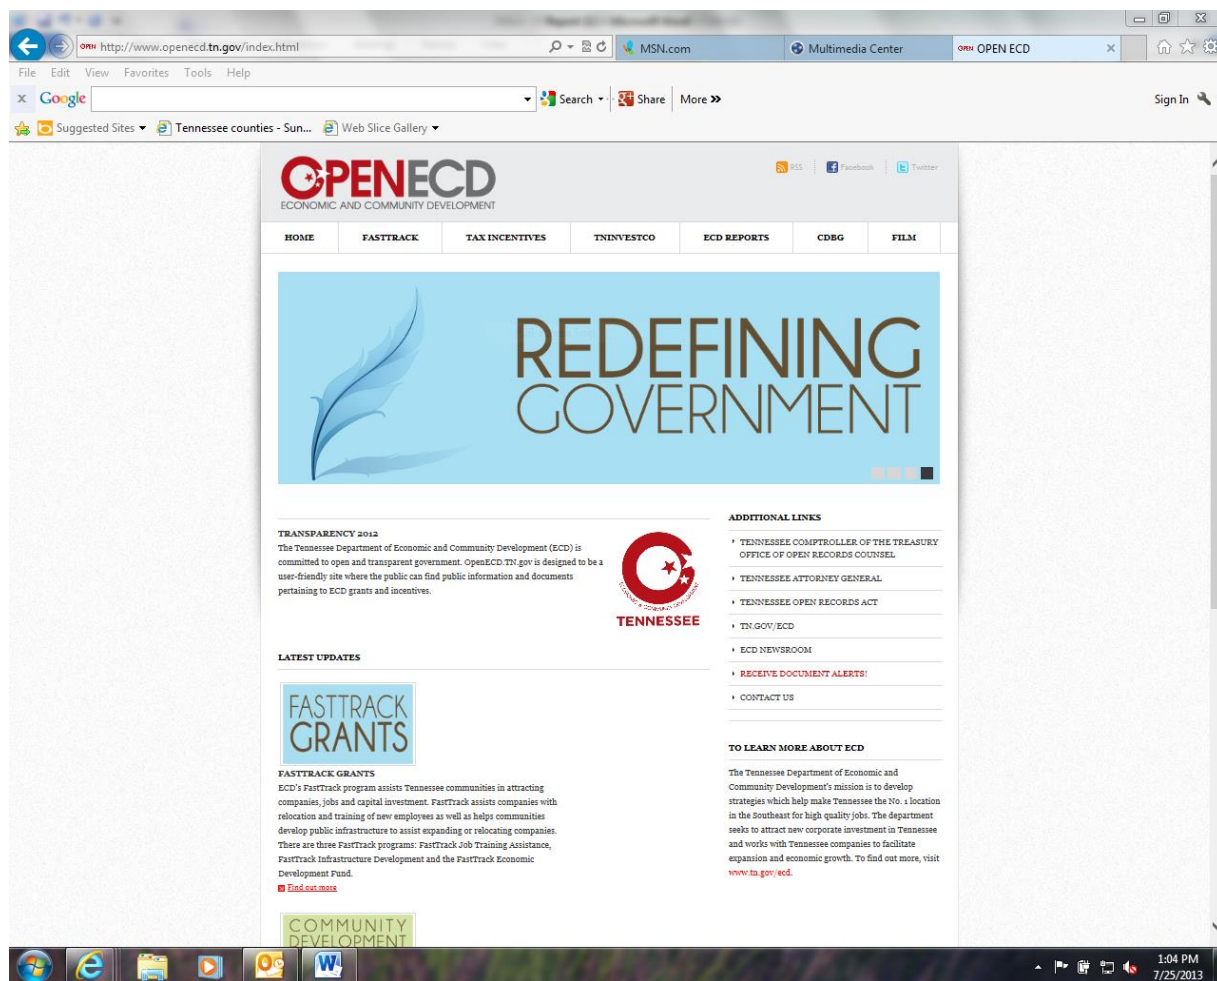 http://www.openecd.tn.gov/index.html
MSN.com
Multimedia Center
OPEN OPEN ECD
File Edit View Favorites Tools Help
x Google
Search
Share
More »
Sign In
Suggested Sites
Tennessee counties - Sun...
Web Slice Gallery
OPENECD
ECONOMIC AND COMMUNITY DEVELOPMENT
RSS
Facebook
Twitter
HOME FASTTRACK TAX INCENTIVES TNINVESTCO ECD REPORTS CDBG FILM
REDEFINING
GOVERNMENT
TRANSPARENCY 2012
The Tennessee Department of Economic and Community Development (ECD) is
committed to open and transparent government. OpenECD.TN.gov is designed to be a
user-friendly site where the public can find public information and documents
pertaining to ECD grants and incentives.
TENNESSEE
LATEST UPDATES
FASTTRACK
GRANTS
FASTTRACK GRANTS
ECD's FastTrack program assists Tennessee communities in attracting
companies, jobs and capital investment. FastTrack assists companies with
relocation and training of new employees as well as helps communities
develop public infrastructure to assist expanding or relocating companies.
There are three FastTrack programs: FastTrack Job Training Assistance,
FastTrack Infrastructure Development and the FastTrack Economic
Development Fund.
Find out more
COMMUNITY
DEVELOPMENT
ADDITIONAL LINKS
TENNESSEE COMPTROLLER OF THE TREASURY
OFFICE OF OPEN RECORDS COUNSEL
TENNESSEE ATTORNEY GENERAL
TENNESSEE OPEN RECORDS ACT
TN.GOV/ECD
ECD NEWSROOM
RECEIVE DOCUMENT ALERTS!
CONTACT US
TO LEARN MORE ABOUT ECD
The Tennessee Department of Economic and
Community Development's mission is to develop
strategies which help make Tennessee the No. 1 location
in the Southeast for high quality jobs. The department
seeks to attract new corporate investment in Tennessee
and works with Tennessee companies to facilitate
expansion and economic growth. To find out more, visit
www.tn.gov/ecd.
1:04 PM
7/25/2013